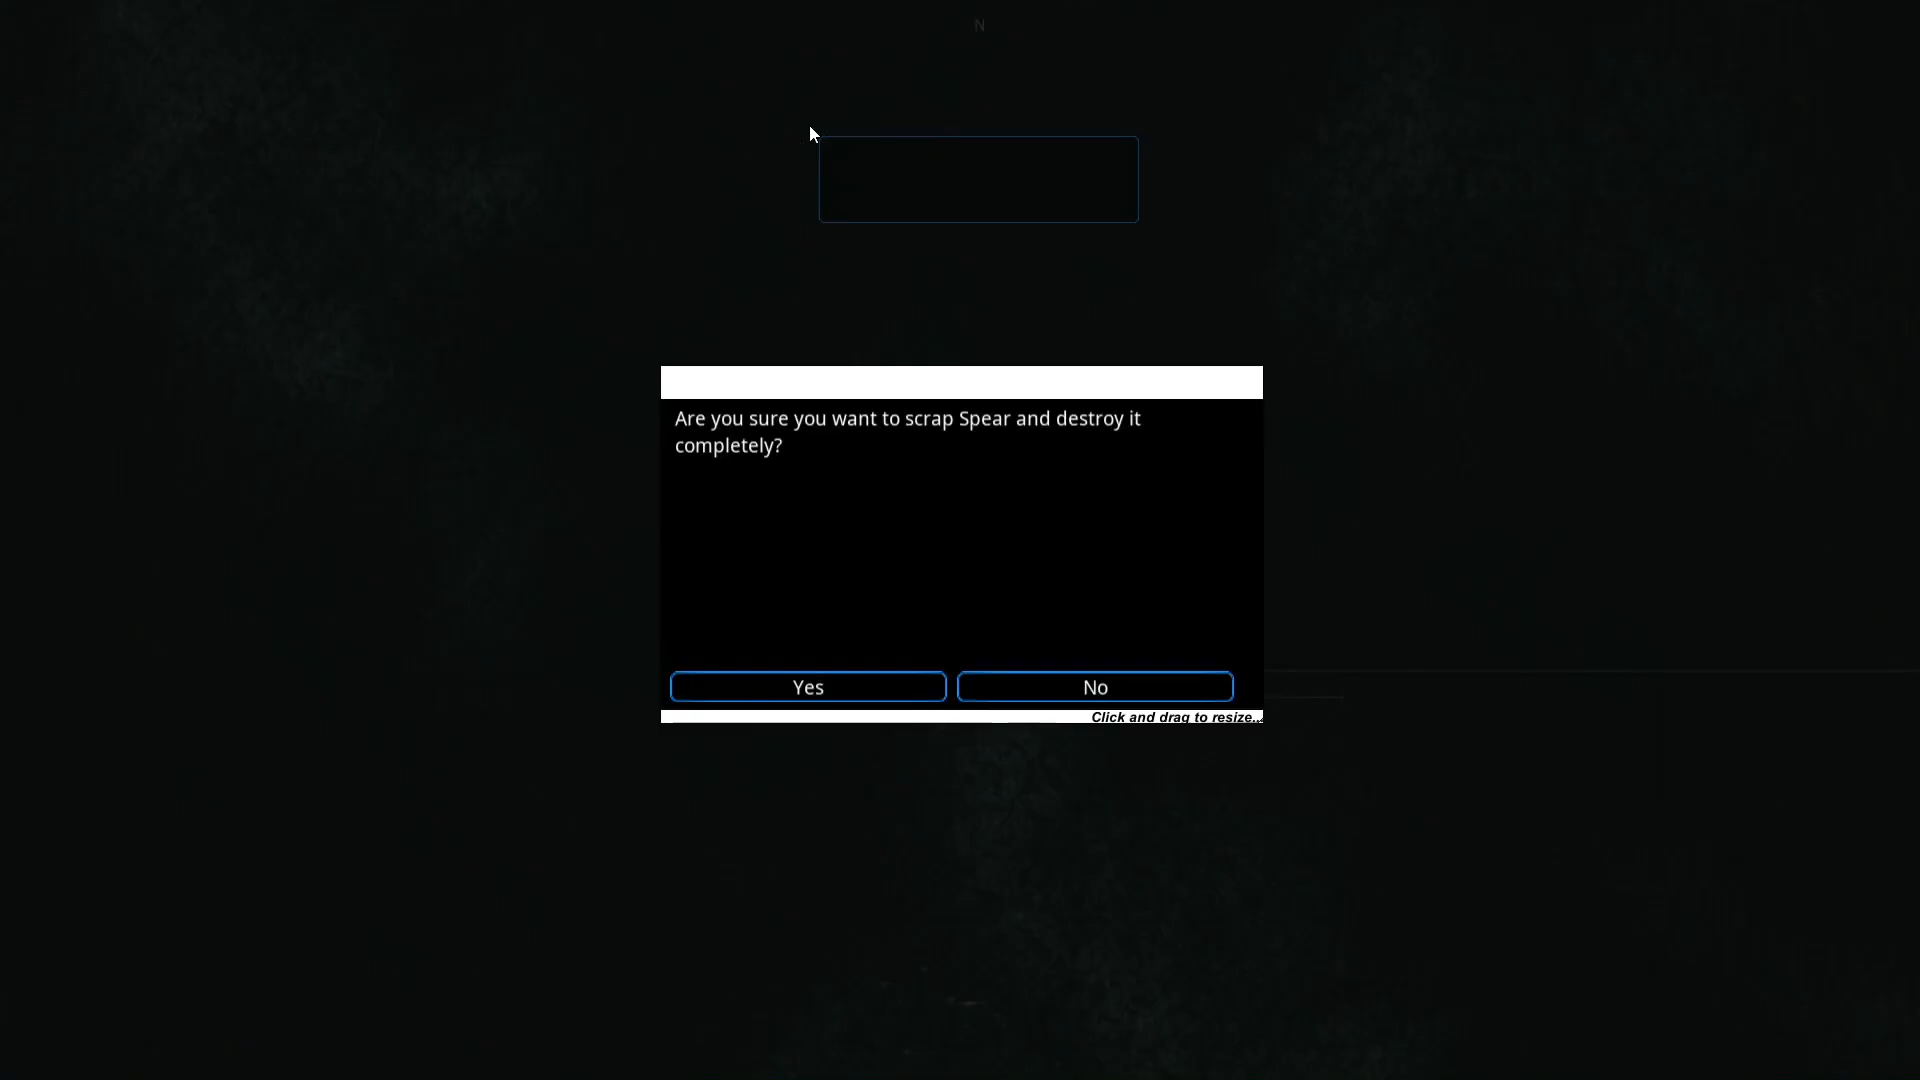 N
Are you sure you want to scrap Spear and destroy it
completely?
Yes
No
Click and drag to resize...